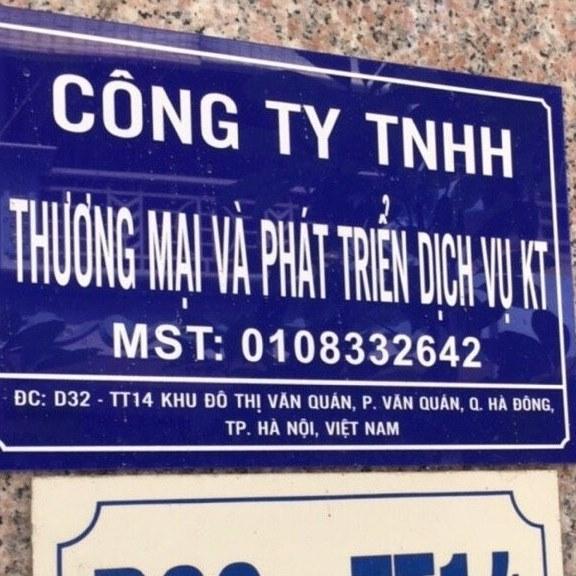 CÔNG TY TNHH
THƯƠNG MẠI VÀ PHÁT TRIỂN DỊCH VỤ KT
MST: 0108332642
ĐC: D32 - TT14 KHU ĐÔ THỊ VĂN QUÁN, P. VĂN QUÁN, Q. HÀ ĐÔNG,
TP. HÀ NỘI, VIỆT NAM